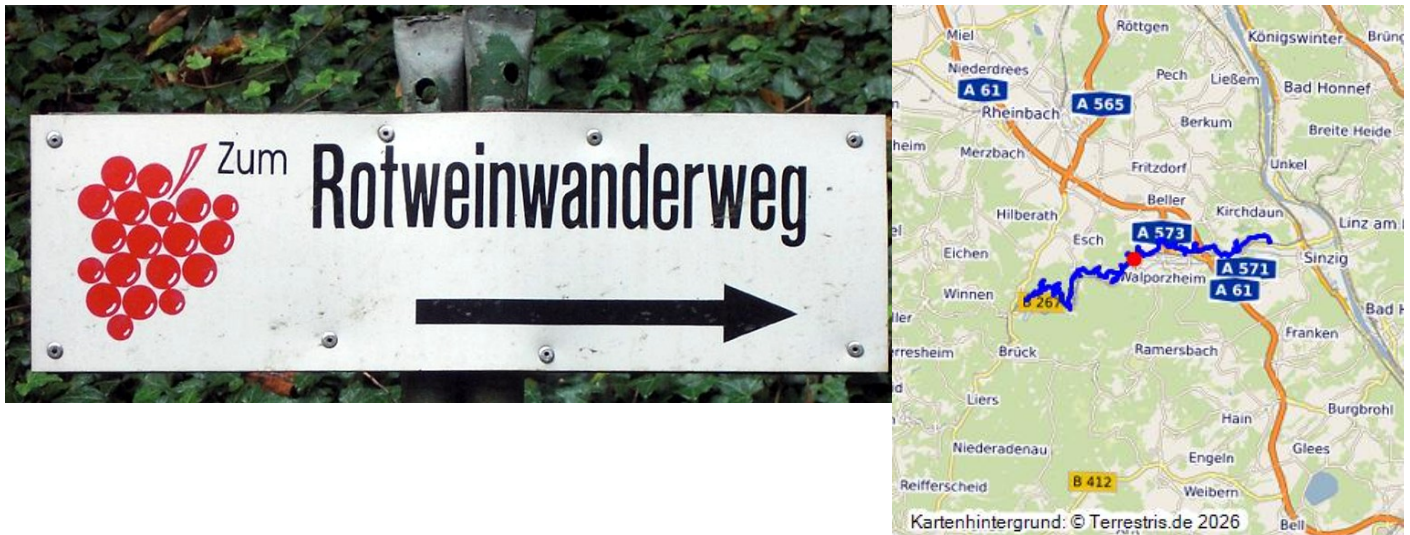 Zum
Rotweinwanderweg
Röttgen
Miel
Königswinter
Niederdrees
Pech
Ließem
A 61
Bad Honnef
A 565
Rheinbach
Berkum
Breite Heide
heim
Merzbach
Fritzdorf
Unkel
Beller
Hilberath
Kirchdaun
Linz am
A 573
Esch
Eichen
Sinzig
A 571
Walporzheim
A 61
Winnen
B 267
Bad H
ller
Franken
Brück
Ramersbach
rresheim
Liers
Burgbrohl
Hain
Niederadenau
Glees
Engeln
B 412
Reifferscheid
Weibern
Bell
Kartenhintergrund: © Terrestris.de 2026